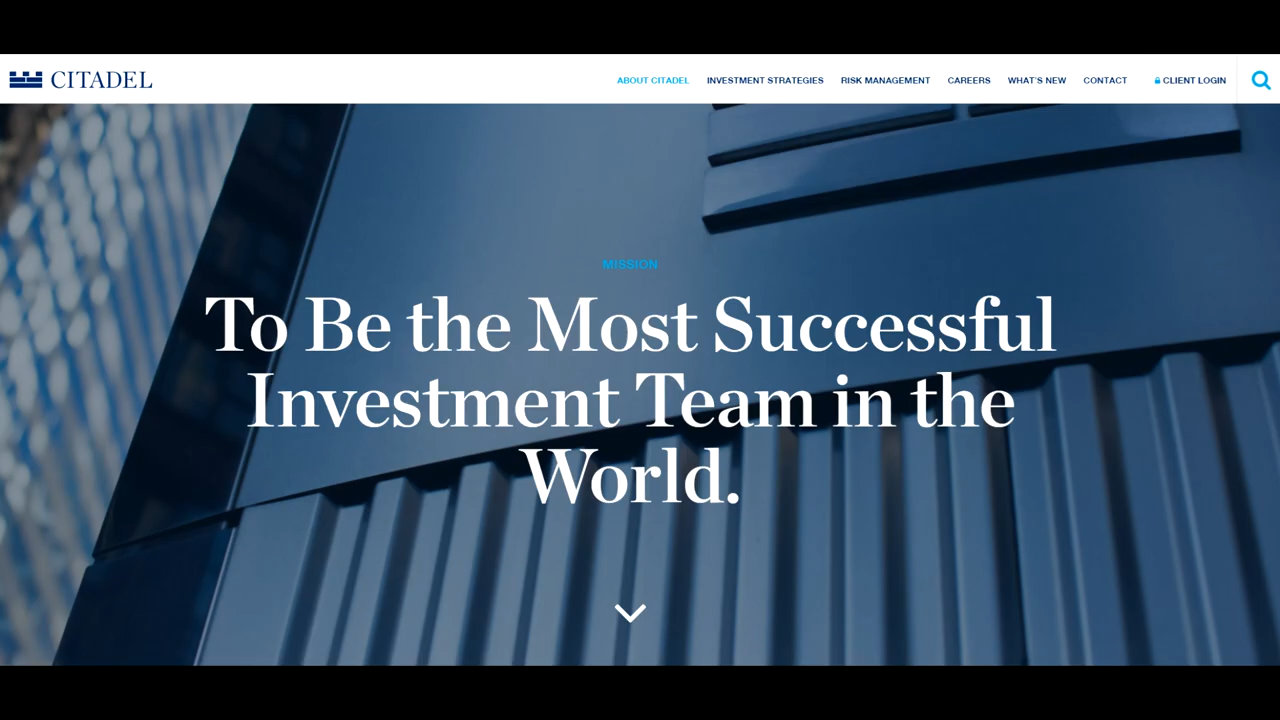 CITADEL
ABOUT CITADEL INVESTMENT STRATEGIES RISK MANAGEMENT CAREERS WHAT'S NEW CONTACT CLIENT LOGIN
MISSION
To Be the Most Successful
Investment Team in the
World.